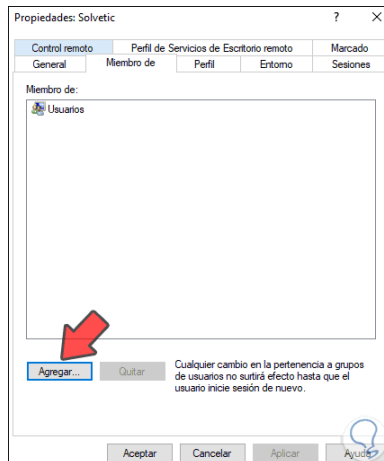 Propiedades: Solvetic ? ×
Control remoto Perfil de Servicios de Escritorio remoto Marcado
General Miembro de Perfil Entorno Sesiones
Miembro de:
Usuarios
Agregar... Quitar
Cualquier cambio en la pertenencia a grupos
de usuarios no surtirá efecto hasta que el
usuario inicie sesión de nuevo.
Aceptar Cancelar Aplicar Ayuda